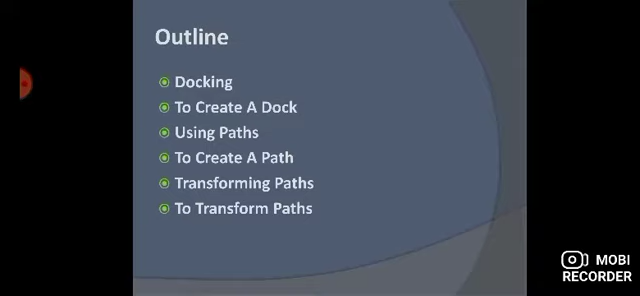 Outline
Docking
To Create A Dock
Using Paths
To Create A Path
Transforming Paths
To Transform Paths
MOBI
RECORDER